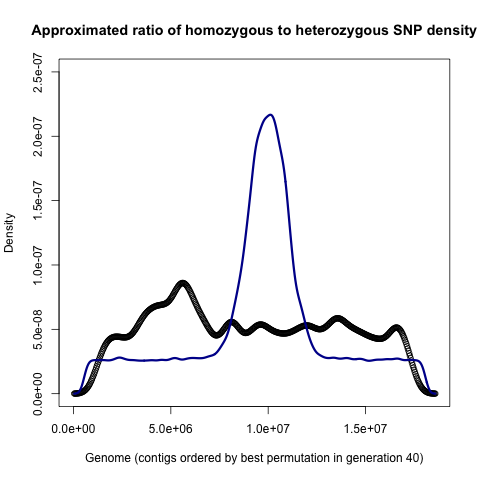 Approximated ratio of homozygous to heterozygous SNP density
Density
2.5e-07
2.0e-07
1.5e-07
1.0e-07
5.0e-08
0.0e+00
0.0e+00
5.0e+06
1.0e+07
1.5e+07
Genome (contigs ordered by best permutation in generation 40)